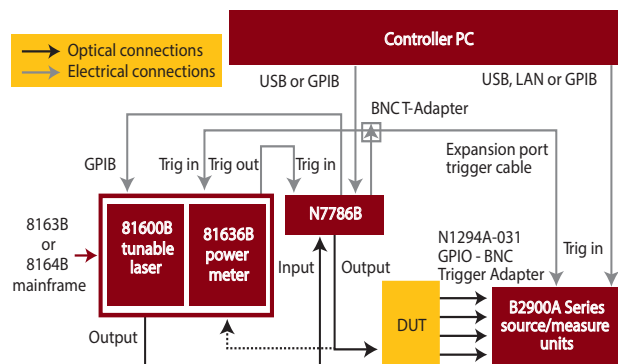 Optical connections
Electrical connections
Controller PC
USB or GPIB
USB, LAN or GPIB
BNC T-Adapter
GPIB
Trig in
Trig out
Trig in
Expansion port
trigger cable
8163B
or
8164B
mainframe
81600B
tunable
laser
81636B
power
meter
N7786B
Input
Output
N1294A-031
GPIO - BNC
Trigger Adapter
Trig in
DUT
B2900A Series
source/measure
units
Output